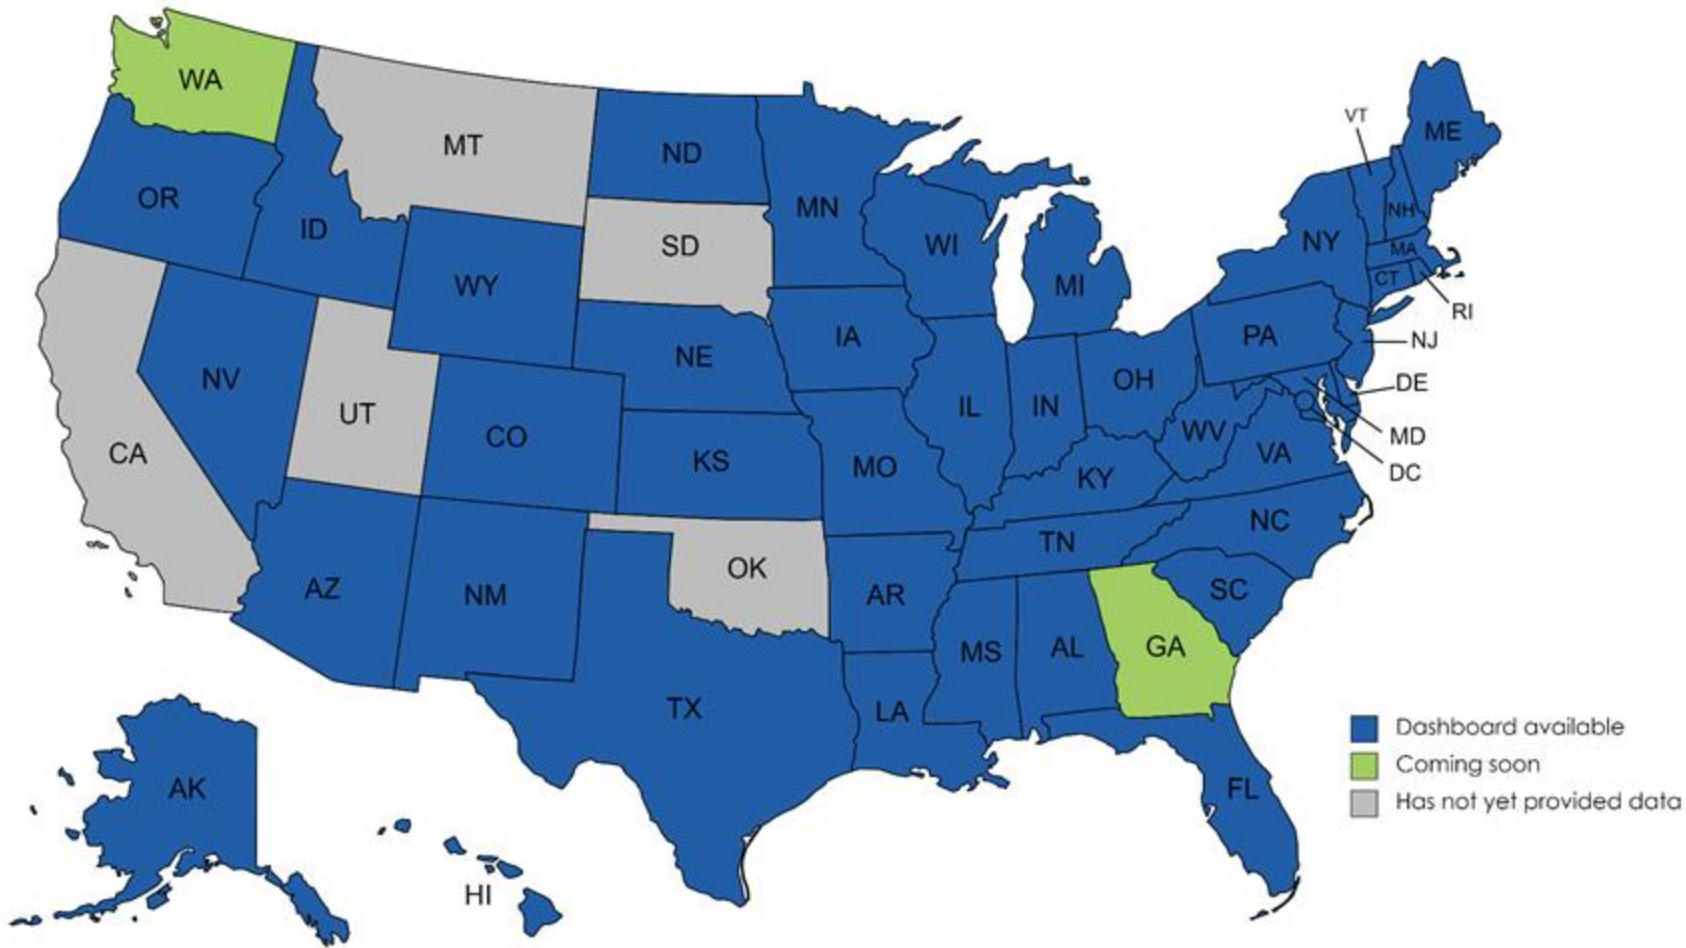 WA
MT
ND
MN
VT
ME
OR
ID
SD
WI
NH
NY
MA
WY
MI
CT
RI
NE
IA
PA
NJ
NV
OH
DE
UT
CO
IL
IN
MD
CA
KS
MO
WV
VA
DC
KY
NC
TN
OK
AZ
NM
AR
SC
MS
AL
GA
TX
LA
Dashboard available
Coming soon
Has not yet provided data
AK
FL
HI